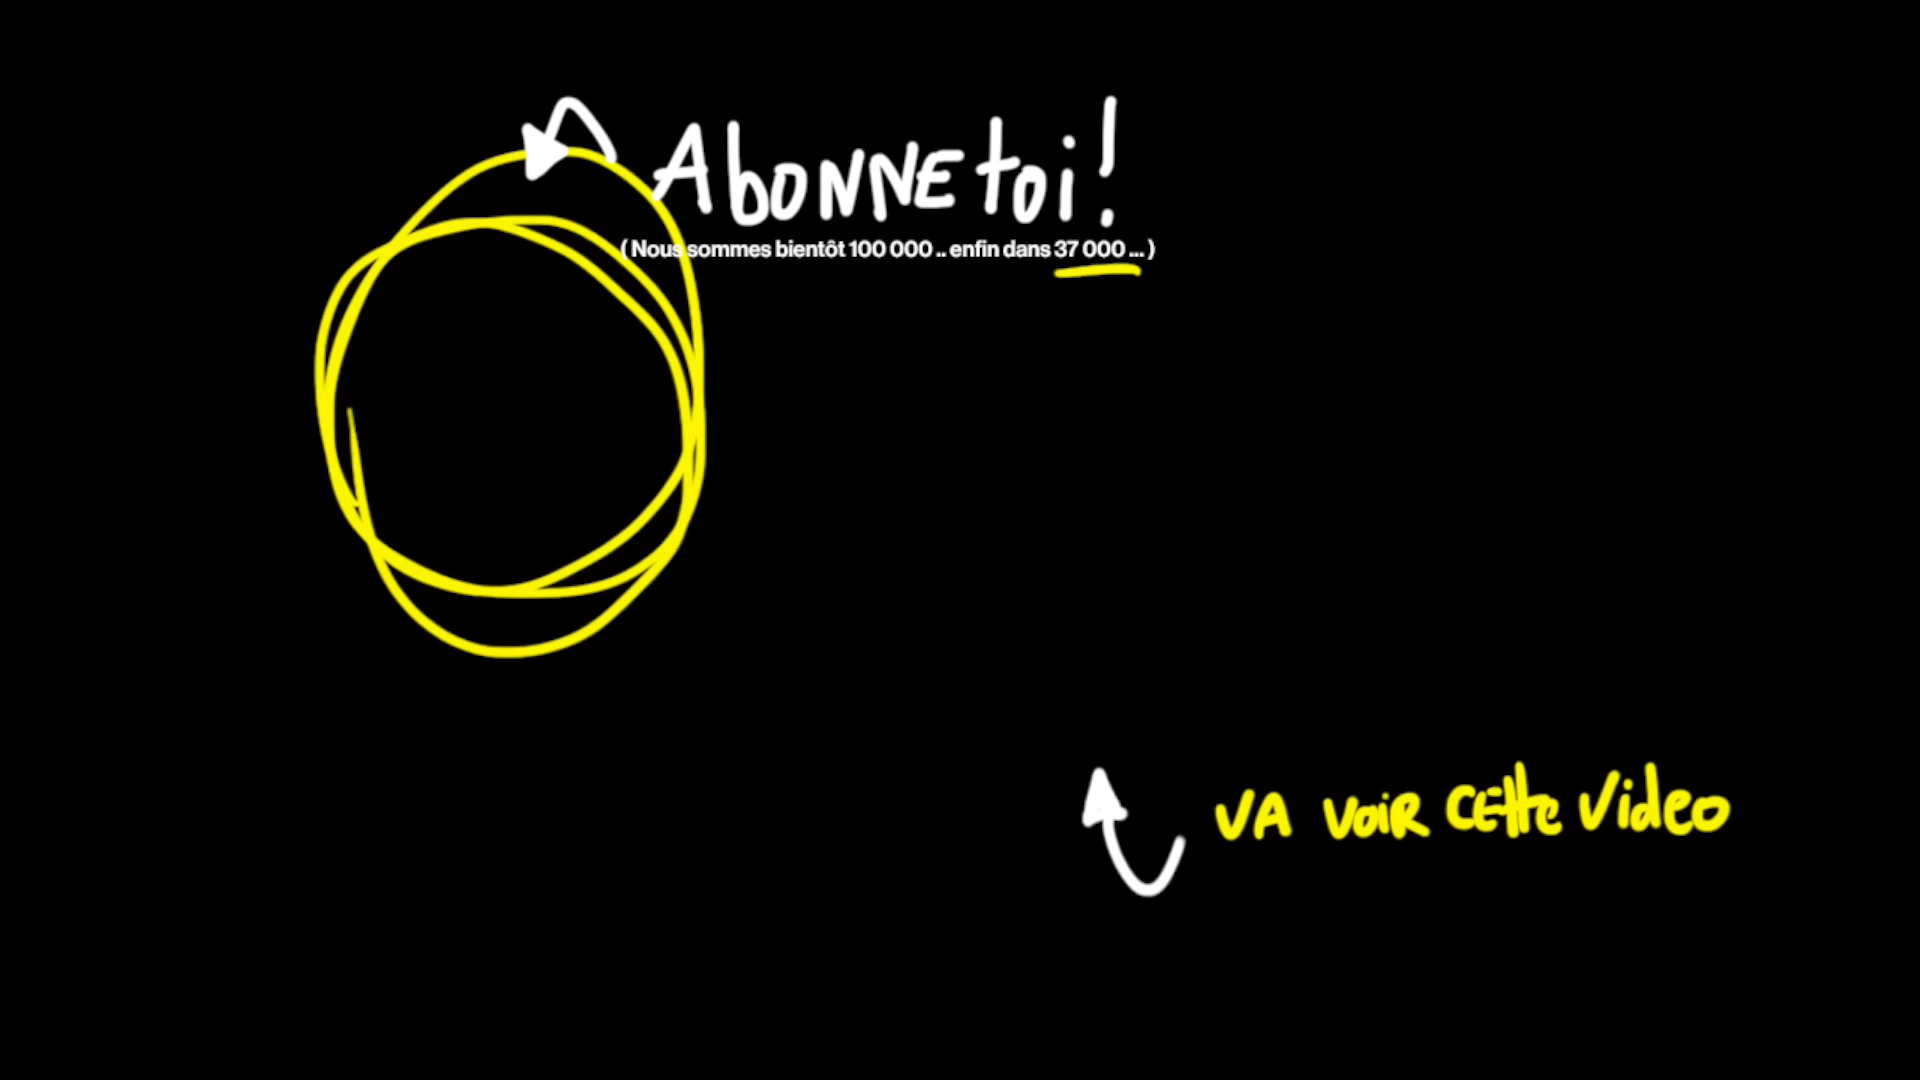 Abonne toi!
( Nous sommes bientôt 100 000 .. enfin dans 37 000 ... )
VA voir cette video